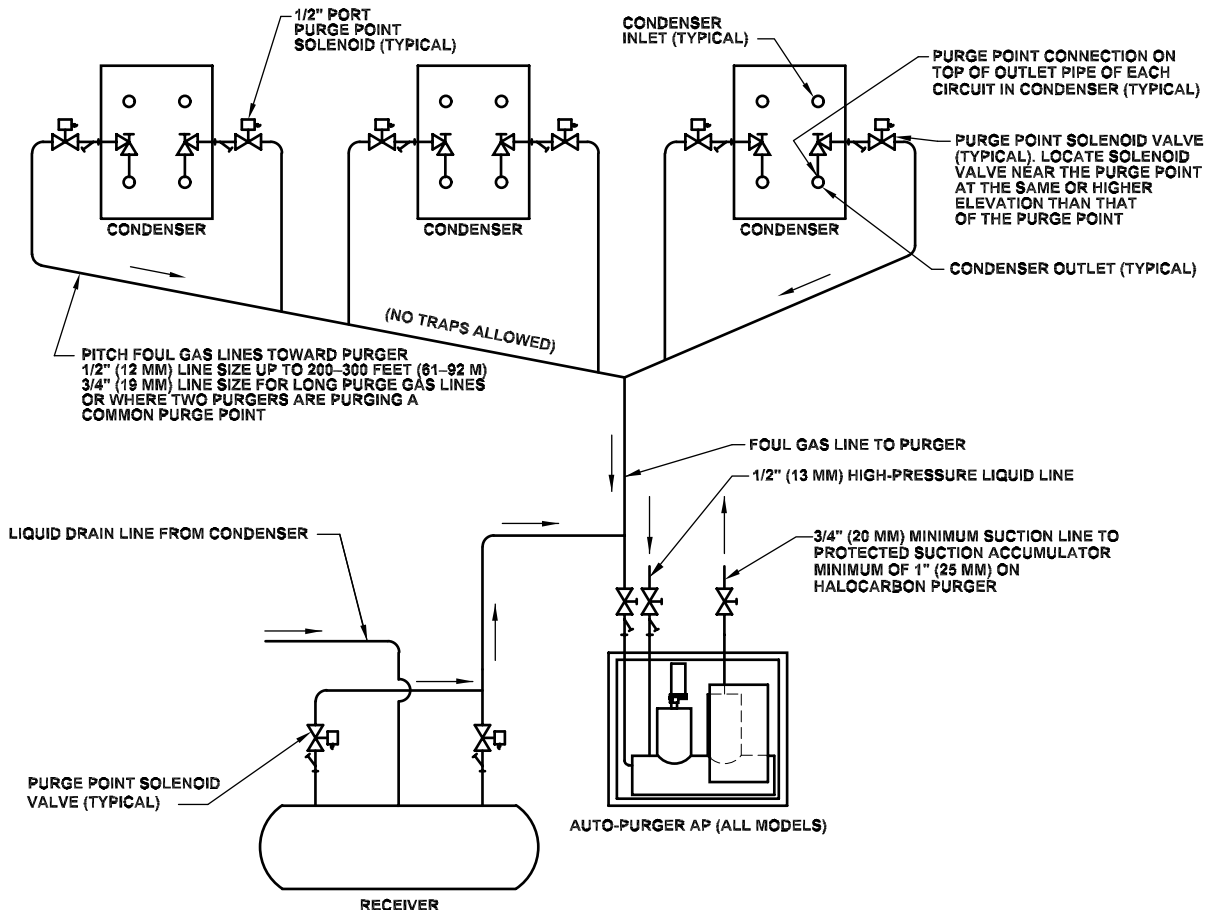 1/2" PORT
PURGE POINT
SOLENOID (TYPICAL)
CONDENSER
INLET (TYPICAL)
PURGE POINT CONNECTION ON
TOP OF OUTLET PIPE OF EACH
CIRCUIT IN CONDENSER (TYPICAL)
PURGE POINT SOLENOID VALVE
(TYPICAL). LOCATE SOLENOID
VALVE NEAR THE PURGE POINT
AT THE SAME OR HIGHER
ELEVATION THAN THAT
OF THE PURGE POINT
CONDENSER
CONDENSER
CONDENSER
CONDENSER OUTLET (TYPICAL)
(NO TRAPS ALLOWED)
PITCH FOUL GAS LINES TOWARD PURGER
1/2" (12 MM) LINE SIZE UP TO 200–300 FEET (61–92 M)
3/4" (19 MM) LINE SIZE FOR LONG PURGE GAS LINES
OR WHERE TWO PURGERS ARE PURGING A
COMMON PURGE POINT
FOUL GAS LINE TO PURGER
1/2" (13 MM) HIGH-PRESSURE LIQUID LINE
LIQUID DRAIN LINE FROM CONDENSER
3/4" (20 MM) MINIMUM SUCTION LINE TO
PROTECTED SUCTION ACCUMULATOR
MINIMUM OF 1" (25 MM) ON
HALOCARBON PURGER
PURGE POINT SOLENOID
VALVE (TYPICAL)
AUTO-PURGER AP (ALL MODELS)
RECEIVER